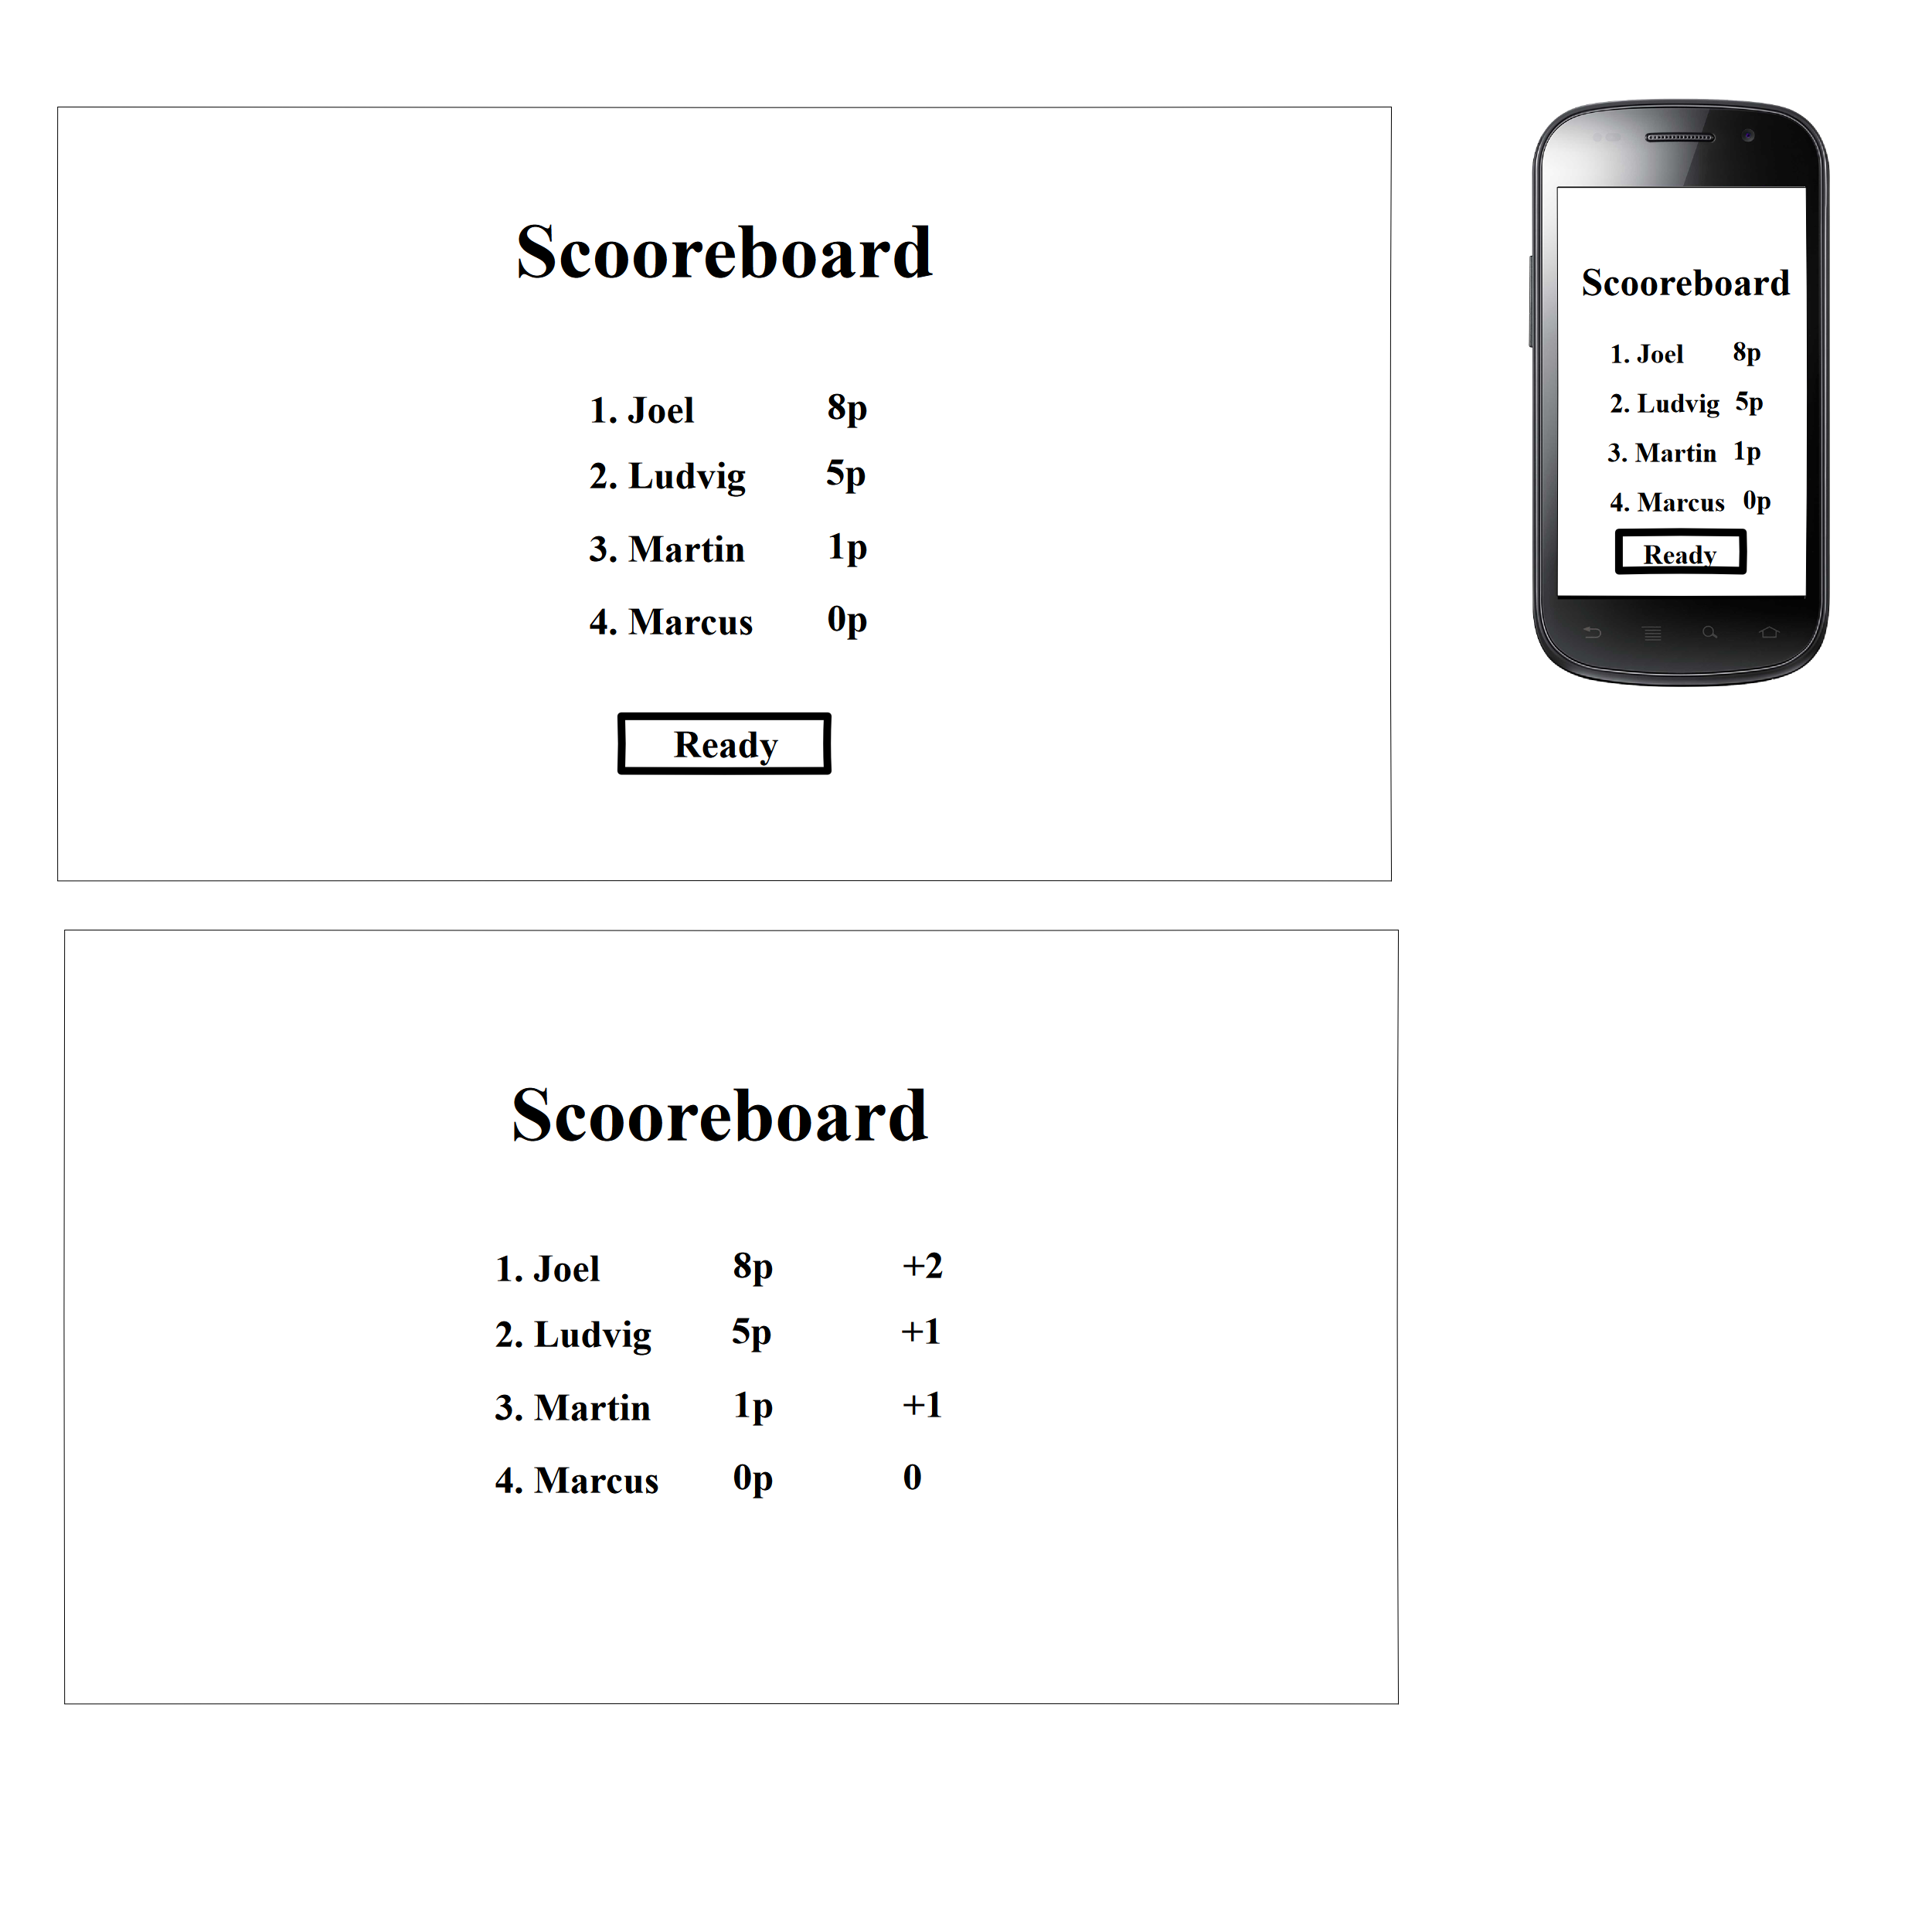 Scooreboard
1. Joel 8p
2. Ludvig 5p
3. Martin 1p
4. Marcus 0p
Ready
Scooreboard
1. Joel 8p
2. Ludvig 5p
3. Martin 1p
4. Marcus 0p
Ready
Scooreboard
1. Joel 8p +2
2. Ludvig 5p +1
3. Martin 1p +1
4. Marcus 0p 0